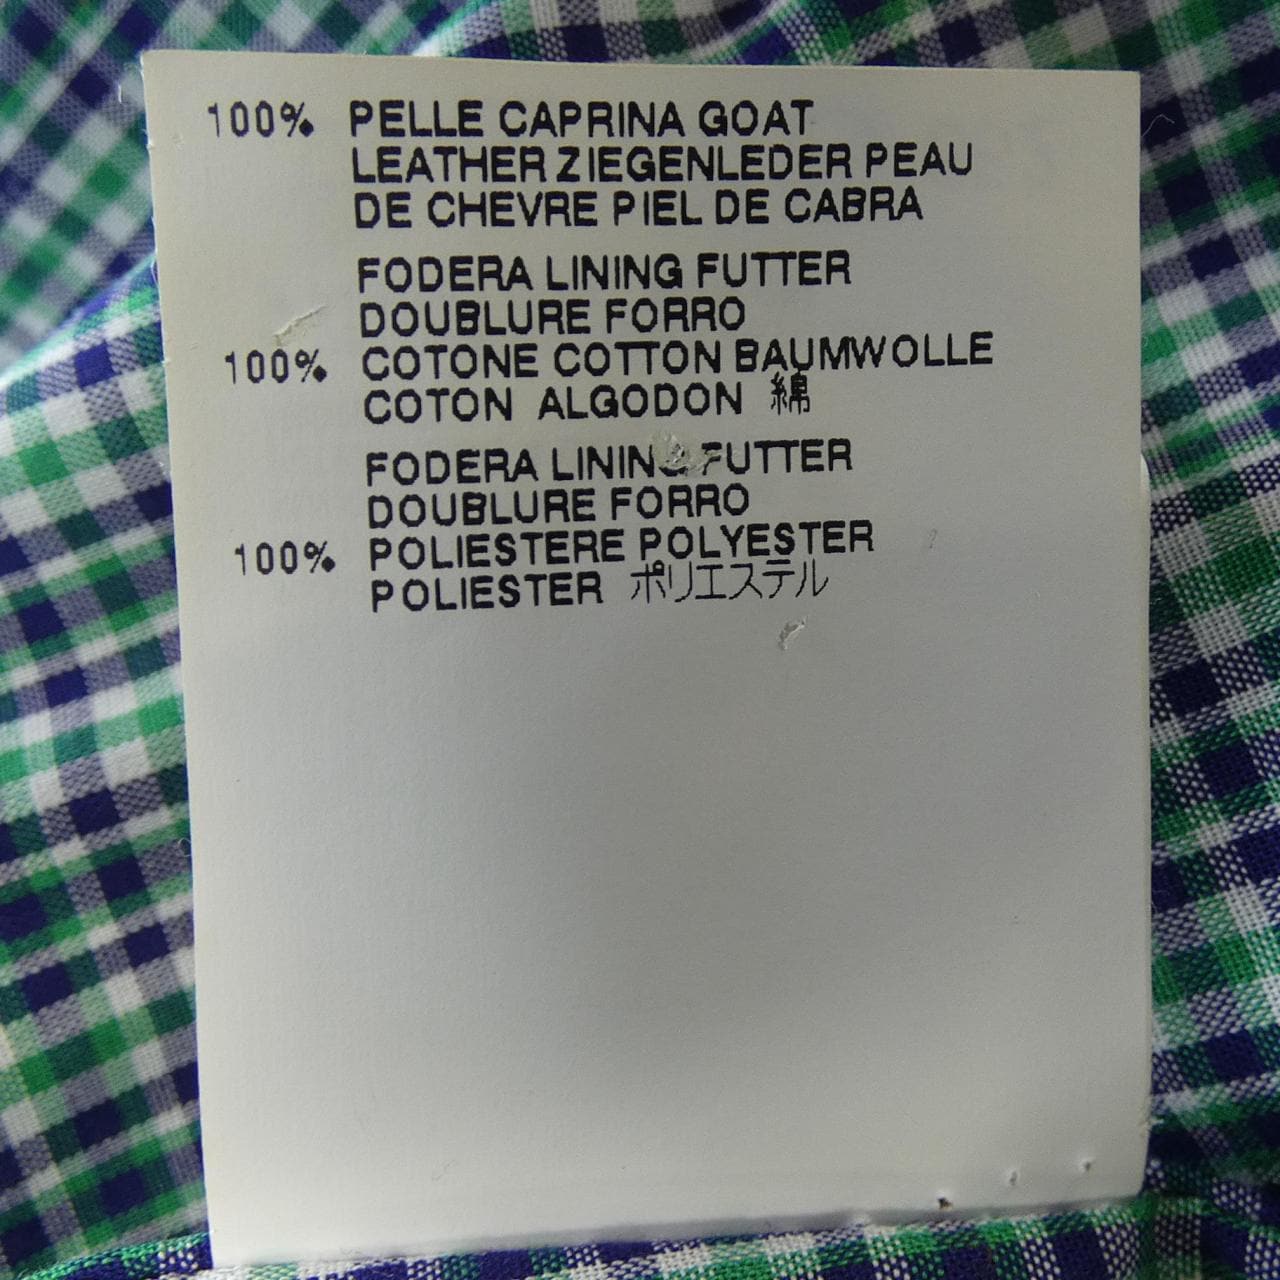 100% PELLE CAPRINA GOAT
LEATHER ZIEGENLEDER PEAU
DE CHEVRE PIEL DE CABRA
FODERA LINING FUTTER
DOUBLURE FORRO
100% COTONE COTTON BAUMWOLLE
COTON ALGODON 綿
FODERA LINING FUTTER
DOUBLURE FORRO
100% POLIESTERE POLYESTER
POLIESTER ポリエステル